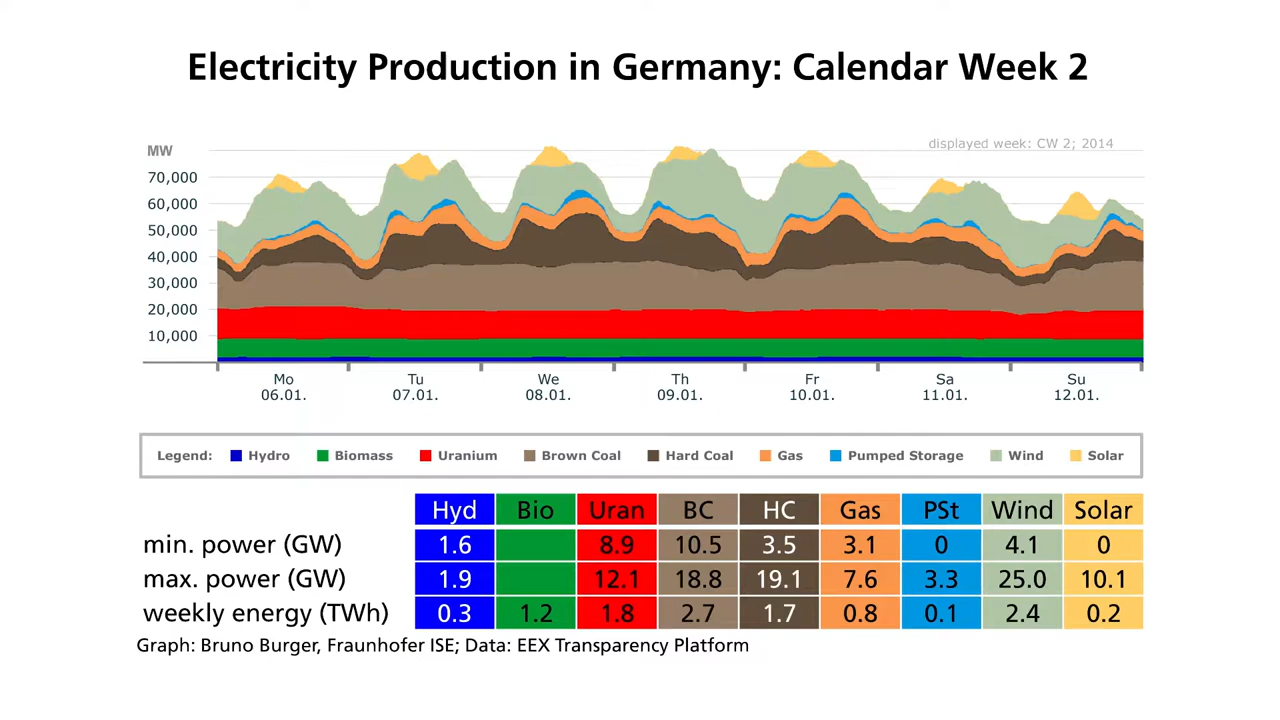 Electricity Production in Germany: Calendar Week 2
MW
displayed week: CW 2; 2014
70,000
60,000
50,000
40,000
30,000
20,000
10,000
Mo Tu We Th Fr Sa Su
06.01. 07.01. 08.01. 09.01. 10.01. 11.01. 12.01.
Legend: Hydro Biomass Uranium Brown Coal Hard Coal Gas Pumped Storage Wind Solar
Hyd Bio Uran BC HC Gas PSt Wind Solar
min. power (GW) 1.6 8.9 10.5 3.5 3.1 0 4.1 0
max. power (GW) 1.9 12.1 18.8 19.1 7.6 3.3 25.0 10.1
weekly energy (TWh) 0.3 1.2 1.8 2.7 1.7 0.8 0.1 2.4 0.2
Graph: Bruno Burger, Fraunhofer ISE; Data: EEX Transparency Platform